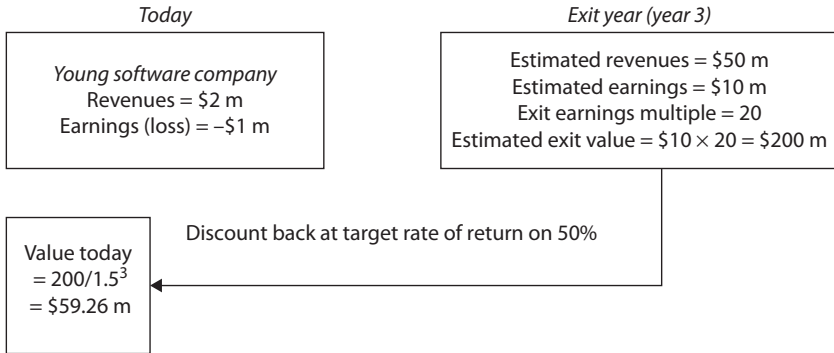 Today
Young software company
Revenues = $2 m
Earnings (loss) = –$1 m
Exit year (year 3)
Estimated revenues = $50 m
Estimated earnings = $10 m
Exit earnings multiple = 20
Estimated exit value = $10 × 20 = $200 m
Discount back at target rate of return on 50%
Value today
= 200/1.5³
= $59.26 m